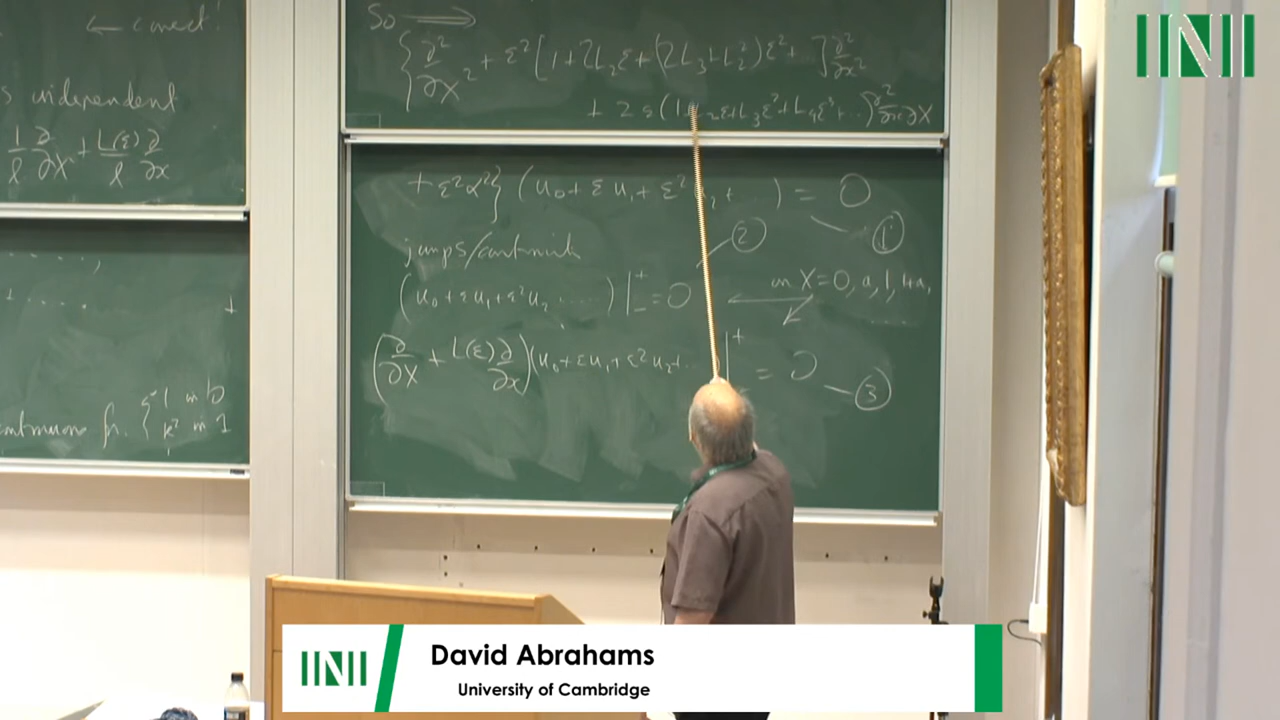 ← correct!
s independent
1/ℓ ∂/∂X + L(ε)/ℓ ∂/∂x
. . . . . ,
+ . . . . . +
continuous for { 1 in 0
k² in 1
So ⟹
{ ∂²/∂X² + ε² [1 + 2L₂ε + (2L₃ + L₂²)ε² + ] ∂²/∂x²
+ 2ε (1 + L₂ε + L₃ε² + L₄ε³ + ...) ∂²/∂x∂X
+ ε²α² } (u₀ + εu₁ + ε²u₂ + ) = 0
①
jumps/continuity
②
(u₀ + εu₁ + ε²u₂ ......) |⁺₋ = 0 ← on X = 0, a, 1, 1+a,
(∂/∂X + L(ε) ∂/∂x) (u₀ + εu₁ + ε²u₂ + ... |⁺ = 0 — ③
INI
David Abrahams
University of Cambridge
INI